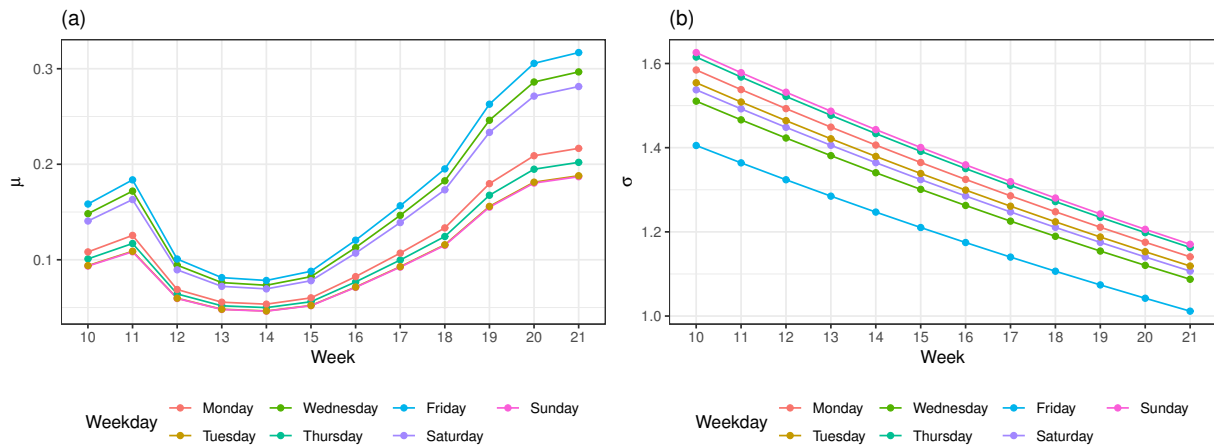 (a)
0.3
0.2
0.1
μ
10 11 12 13 14 15 16 17 18 19 20 21
Week
Weekday
Monday Wednesday Friday Sunday
Tuesday Thursday Saturday
(b)
1.6
1.4
1.2
1.0
σ
10 11 12 13 14 15 16 17 18 19 20 21
Week
Weekday
Monday Wednesday Friday Sunday
Tuesday Thursday Saturday